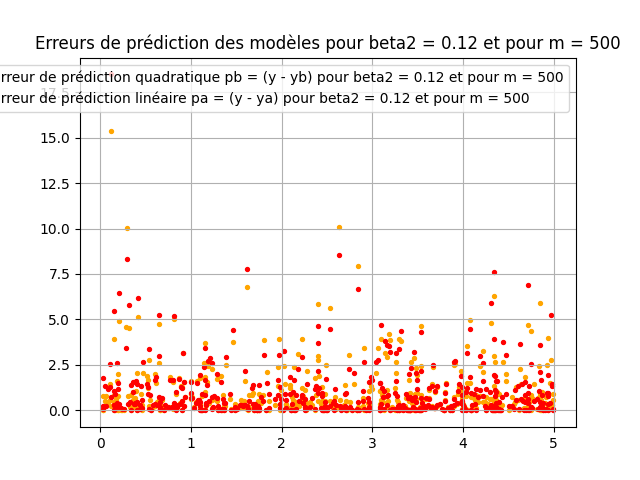 Erreurs de prédiction des modèles pour beta2 = 0.12 et pour m = 500
rreur de prédiction quadratique pb = (y - yb) pour beta2 = 0.12 et pour m = 500
rreur de prédiction linéaire pa = (y - ya) pour beta2 = 0.12 et pour m = 500
17.5
15.0
12.5
10.0
7.5
5.0
2.5
0.0
0 1 2 3 4 5